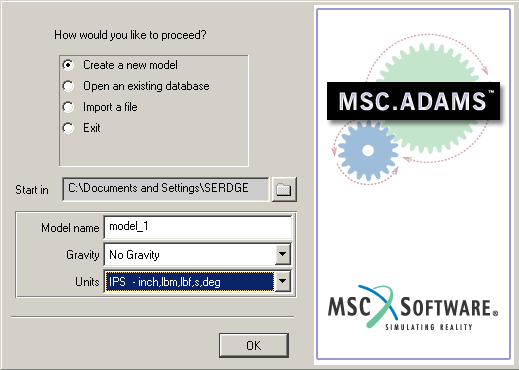 How would you like to proceed?
Create a new model
Open an existing database
Import a file
Exit
Start in C:\Documents and Settings\SERDGE
Model name model_1
Gravity No Gravity
Units IPS - inch,lbm,lbf,s,deg
OK
MSC.ADAMS™
MSC SOFTWARE®
SIMULATING REALITY